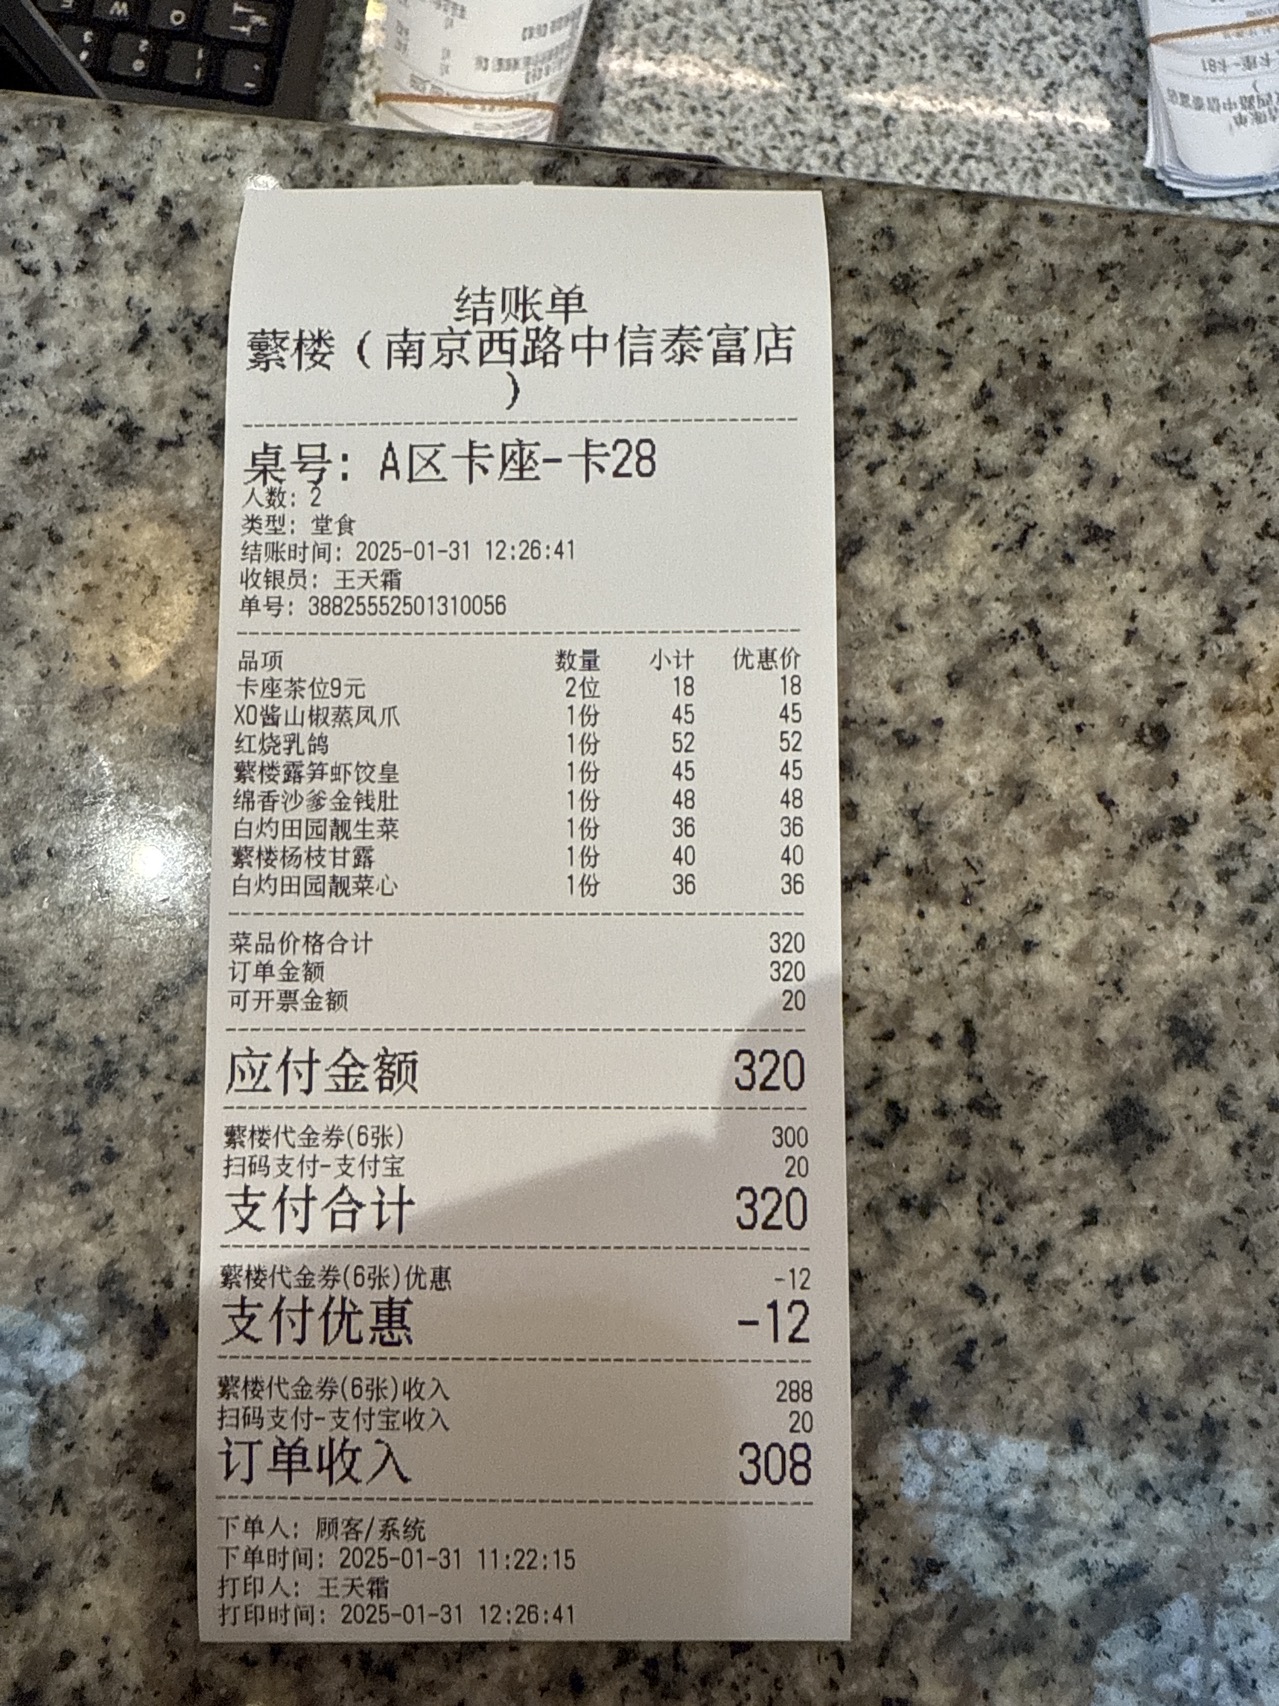 结账单
蘩楼（南京西路中信泰富店
）
桌号：A区卡座-卡28
人数：2
类型：堂食
结账时间：2025-01-31 12:26:41
收银员：王天霜
单号：38825552501310056
品项 数量 小计 优惠价
卡座茶位9元 2位 18 18
XO酱山椒蒸凤爪 1份 45 45
红烧乳鸽 1份 52 52
蘩楼露笋虾饺皇 1份 45 45
绵香沙爹金钱肚 1份 48 48
白灼田园靓生菜 1份 36 36
蘩楼杨枝甘露 1份 40 40
白灼田园靓菜心 1份 36 36
菜品价格合计 320
订单金额 320
可开票金额 20
应付金额 320
蘩楼代金券(6张) 300
扫码支付-支付宝 20
支付合计 320
蘩楼代金券(6张)优惠 -12
支付优惠 -12
蘩楼代金券(6张)收入 288
扫码支付-支付宝收入 20
订单收入 308
下单人：顾客/系统
下单时间：2025-01-31 11:22:15
打印人：王天霜
打印时间：2025-01-31 12:26:41